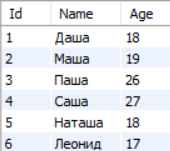 Id Name Age
1 Даша 18
2 Маша 19
3 Паша 26
4 Саша 27
5 Наташа 18
6 Леонид 17